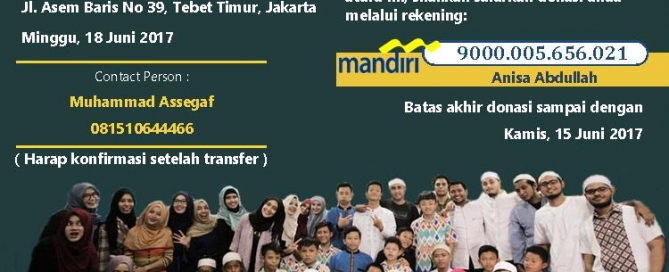 Jl. Asem Baris No 39, Tebet Timur, Jakarta
Minggu, 18 Juni 2017
Contact Person :
Muhammad Assegaf
081510644466
( Harap konfirmasi setelah transfer )
melalui rekening:
mandiri
9000.005.656.021
Anisa Abdullah
Batas akhir donasi sampai dengan
Kamis, 15 Juni 2017